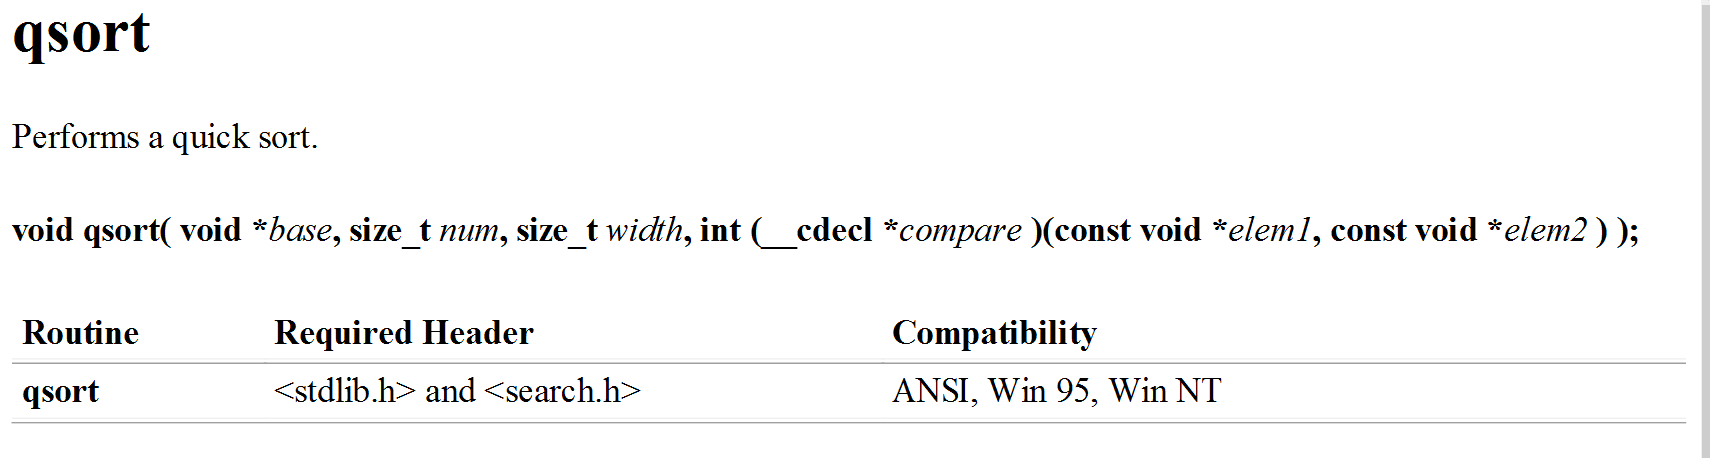 qsort
Performs a quick sort.
void qsort( void *base, size_t num, size_t width, int (__cdecl *compare )(const void *elem1, const void *elem2 ) );
Routine Required Header Compatibility
qsort <stdlib.h> and <search.h> ANSI, Win 95, Win NT